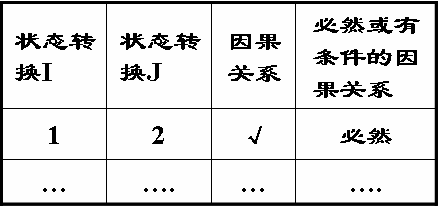 状态转 状态转 因果 必然或有
换I 换J 关系 条件的因
果关系
1 2 √ 必然
… …. … ….